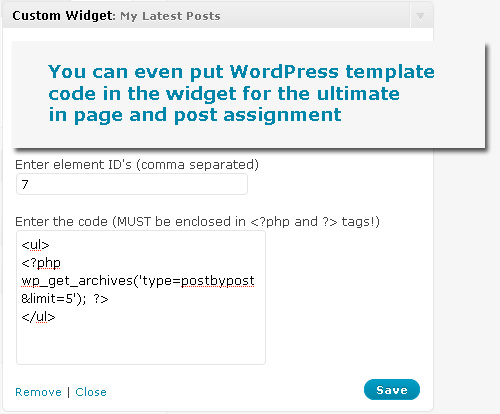 Custom Widget: My Latest Posts
You can even put WordPress template
code in the widget for the ultimate
in page and post assignment
Enter element ID's (comma separated)
7
Enter the code (MUST be enclosed in <?php and ?> tags!)
<ul>
<?php
wp_get_archives('type=postbypost
&limit=5'); ?>
</ul>
Remove | Close
Save